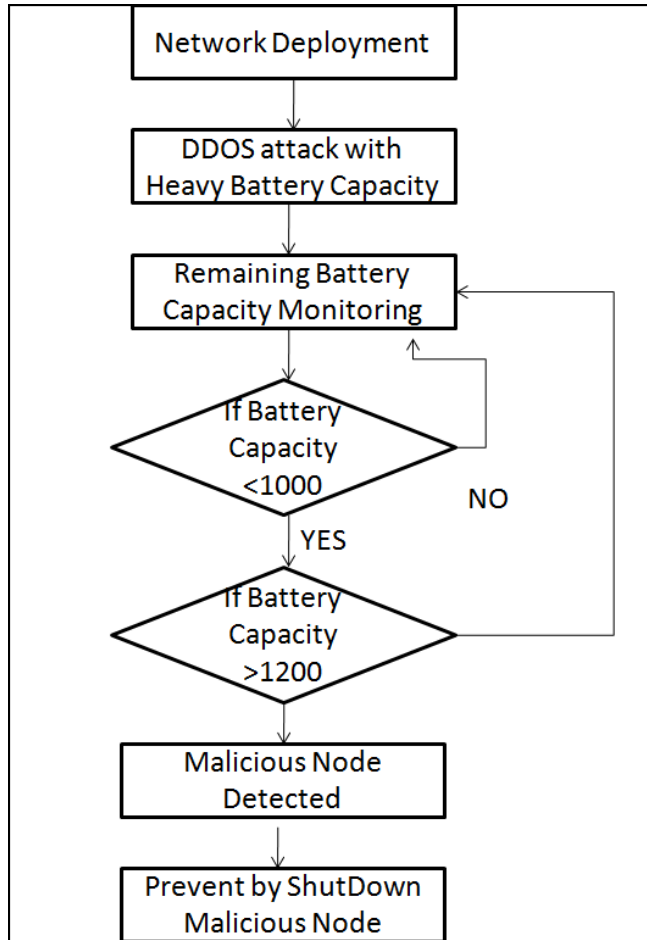 Network Deployment
DDOS attack with
Heavy Battery Capacity
Remaining Battery
Capacity Monitoring
If Battery
Capacity
<1000
NO
YES
If Battery
Capacity
>1200
Malicious Node
Detected
Prevent by ShutDown
Malicious Node